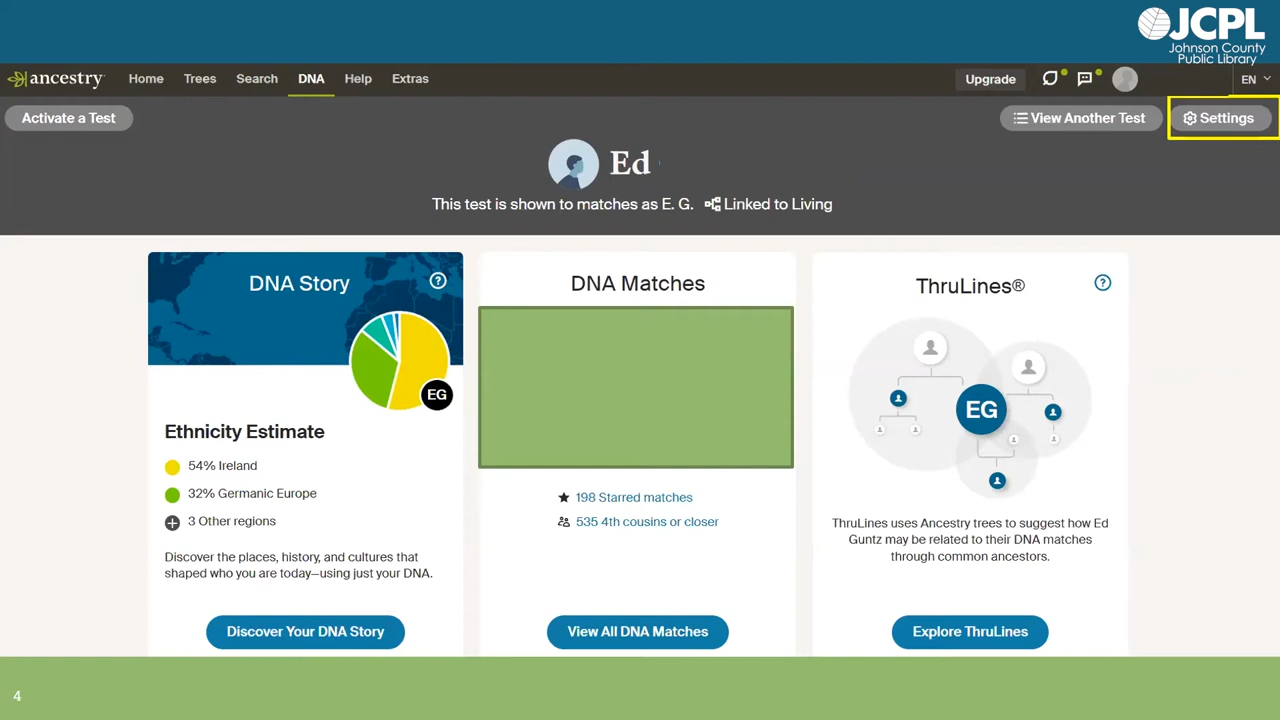 JCPL
Johnson County
Public Library
ancestry
Home
Trees
Search
DNA
Help
Extras
Upgrade
EN
Activate a Test
View Another Test
Settings
Ed
This test is shown to matches as E. G.
Linked to Living
DNA Story
?
EG
Ethnicity Estimate
54% Ireland
32% Germanic Europe
3 Other regions
Discover the places, history, and cultures that
shaped who you are today—using just your DNA.
Discover Your DNA Story
DNA Matches
198 Starred matches
535 4th cousins or closer
View All DNA Matches
ThruLines®
?
EG
ThruLines uses Ancestry trees to suggest how Ed
Guntz may be related to their DNA matches
through common ancestors.
Explore ThruLines
4